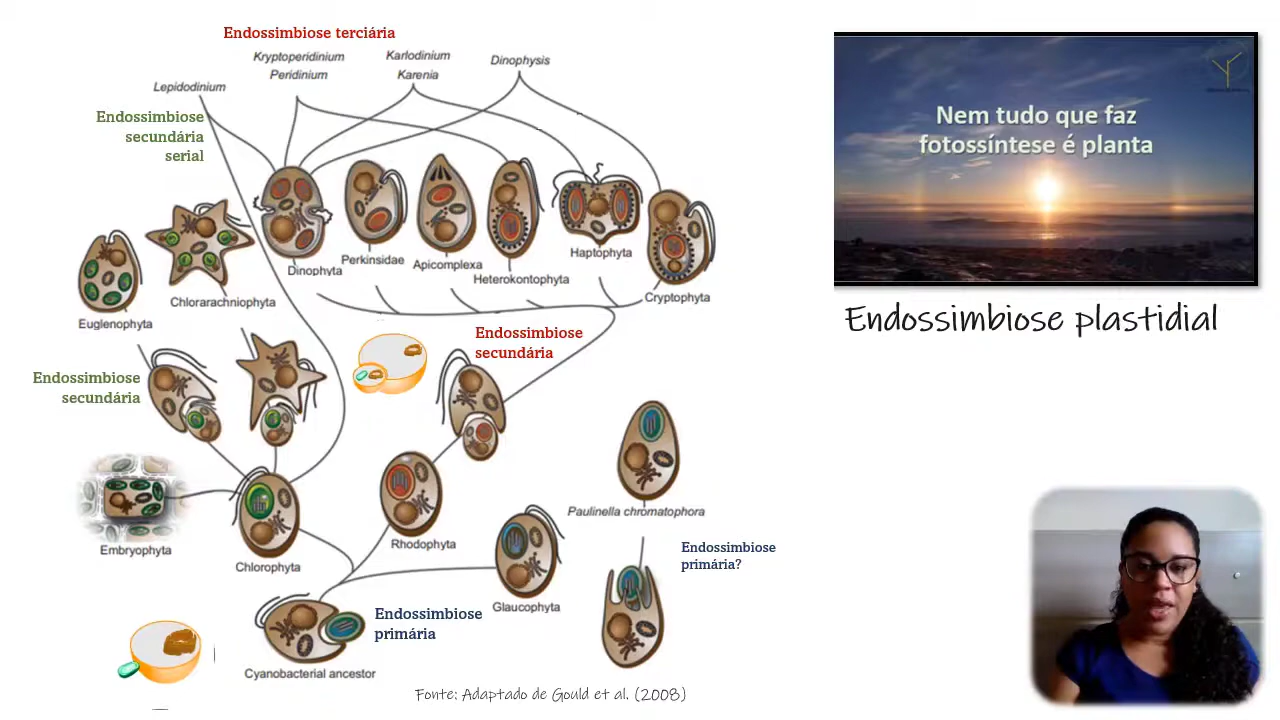 Endossimbiose terciária
Kryptoperidinium
Peridinium
Karlodinium
Karenia
Dinophysis
Lepidodinium
Endossimbiose
secundária
serial
Dinophyta
Perkinsidae
Apicomplexa
Heterokontophyta
Haptophyta
Cryptophyta
Chlorarachniophyta
Euglenophyta
Endossimbiose
secundária
Endossimbiose
secundária
Embryophyta
Chlorophyta
Rhodophyta
Glaucophyta
Paulinella chromatophora
Endossimbiose
primária?
Endossimbiose
primária
Cyanobacterial ancestor
Fonte: Adaptado de Gould et al. (2008)
Nem tudo que faz
fotossíntese é planta
Endossimbiose plastidial